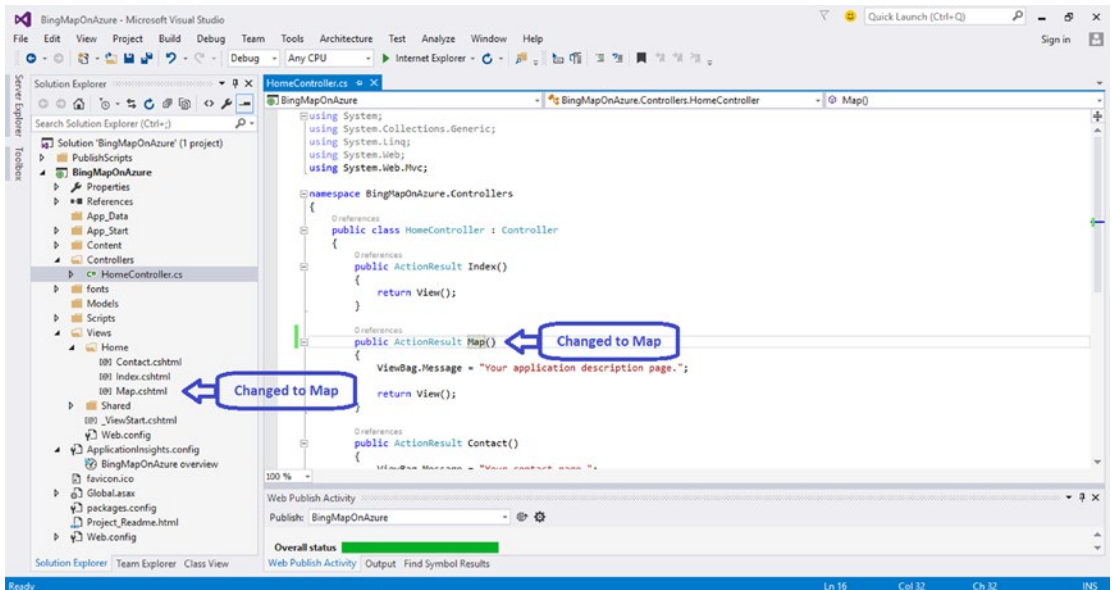 BingMapOnAzure - Microsoft Visual Studio
Quick Launch (Ctrl+Q)
File Edit View Project Build Debug Team Tools Architecture Test Analyze Window Help
Sign in
Debug Any CPU Internet Explorer
Server Explorer
Toolbox
Solution Explorer
Search Solution Explorer (Ctrl+;)
Solution 'BingMapOnAzure' (1 project)
PublishScripts
BingMapOnAzure
Properties
References
App_Data
App_Start
Content
Controllers
C# HomeController.cs
fonts
Models
Scripts
Views
Home
[@] Contact.cshtml
[@] Index.cshtml
[@] Map.cshtml
Changed to Map
Shared
[@] _ViewStart.cshtml
Web.config
ApplicationInsights.config
BingMapOnAzure overview
favicon.ico
Global.asax
packages.config
Project_Readme.html
Web.config
Solution Explorer Team Explorer Class View
HomeController.cs
BingMapOnAzure BingMapOnAzure.Controllers.HomeController Map()
using System;
using System.Collections.Generic;
using System.Linq;
using System.Web;
using System.Web.Mvc;
namespace BingMapOnAzure.Controllers
{
0 references
public class HomeController : Controller
{
0 references
public ActionResult Index()
{
return View();
}
0 references
public ActionResult Map()
Changed to Map
{
ViewBag.Message = "Your application description page.";
return View();
}
0 references
public ActionResult Contact()
{
ViewBag.Message = "Your contact page.";
100 %
Web Publish Activity
Publish: BingMapOnAzure
Overall status
Web Publish Activity Output Find Symbol Results
Ready Ln 16 Col 32 Ch 32 INS